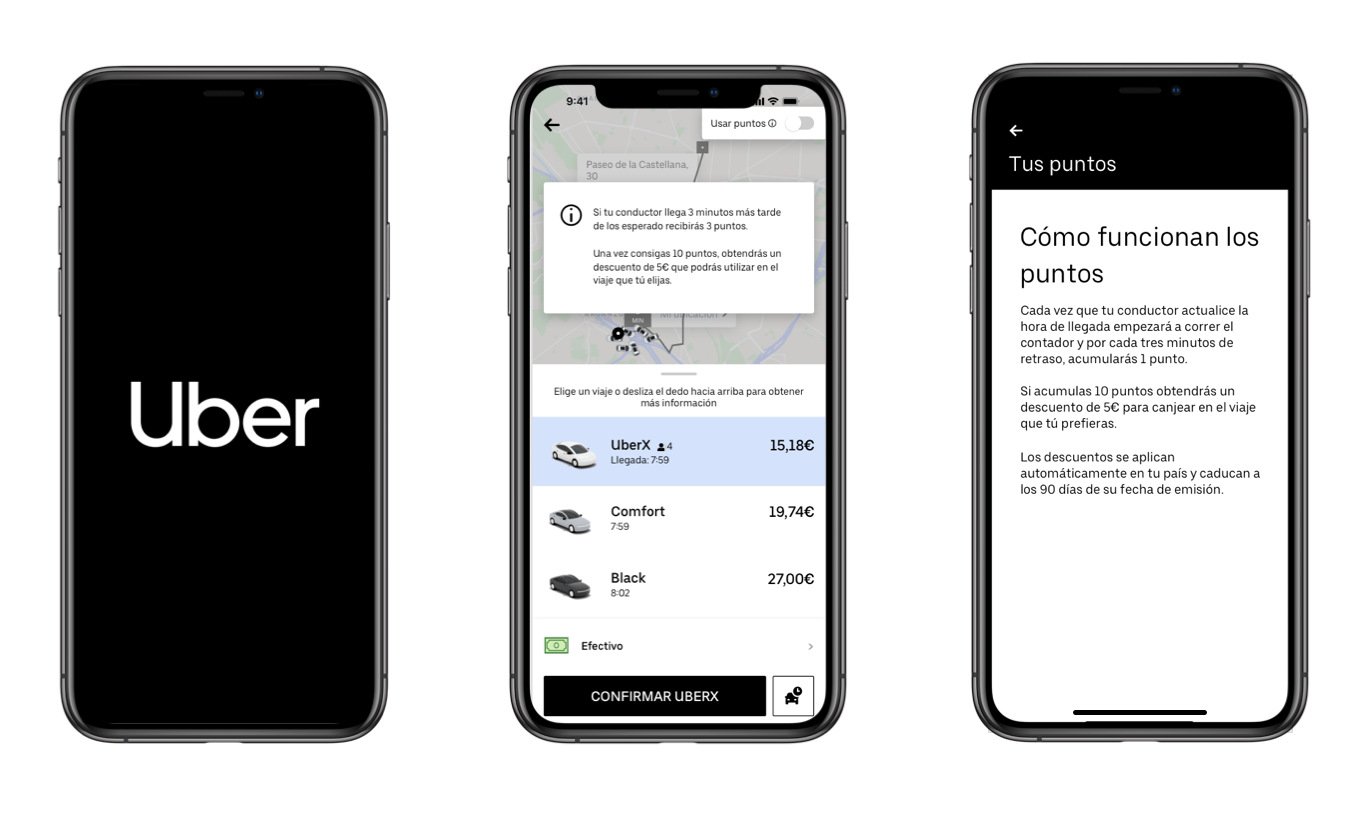 Uber
9:41
Usar puntos
Paseo de la Castellana,
30
Si tu conductor llega 3 minutos más tarde
de los esperado recibirás 3 puntos.
Una vez consigas 10 puntos, obtendrás un
descuento de 5€ que podrás utilizar en el
viaje que tú elijas.
MIN
Mi ubicación
Elige un viaje o desliza el dedo hacia arriba para obtener
más información
UberX 4 15,18€
Llegada: 7:59
Comfort 19,74€
7:59
Black 27,00€
8:02
Efectivo
CONFIRMAR UBERX
Tus puntos
Cómo funcionan los
puntos
Cada vez que tu conductor actualice la
hora de llegada empezará a correr el
contador y por cada tres minutos de
retraso, acumularás 1 punto.
Si acumulas 10 puntos obtendrás un
descuento de 5€ para canjear en el viaje
que tú prefieras.
Los descuentos se aplican
automáticamente en tu país y caducan a
los 90 días de su fecha de emisión.